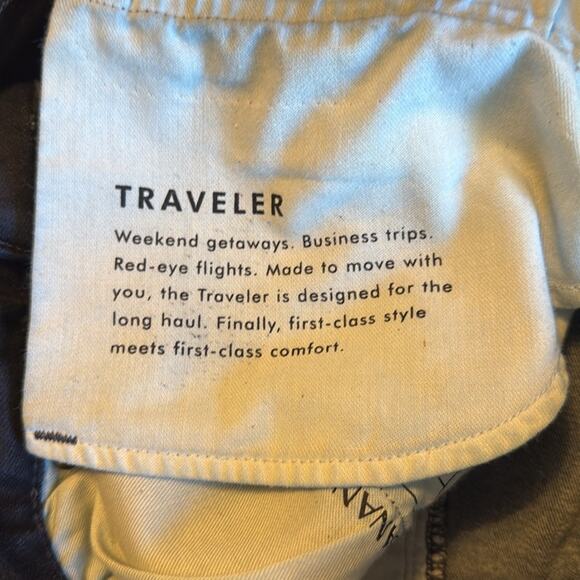 TRAVELER
Weekend getaways. Business trips.
Red-eye flights. Made to move with
you, the Traveler is designed for the
long haul. Finally, first-class style
meets first-class comfort.